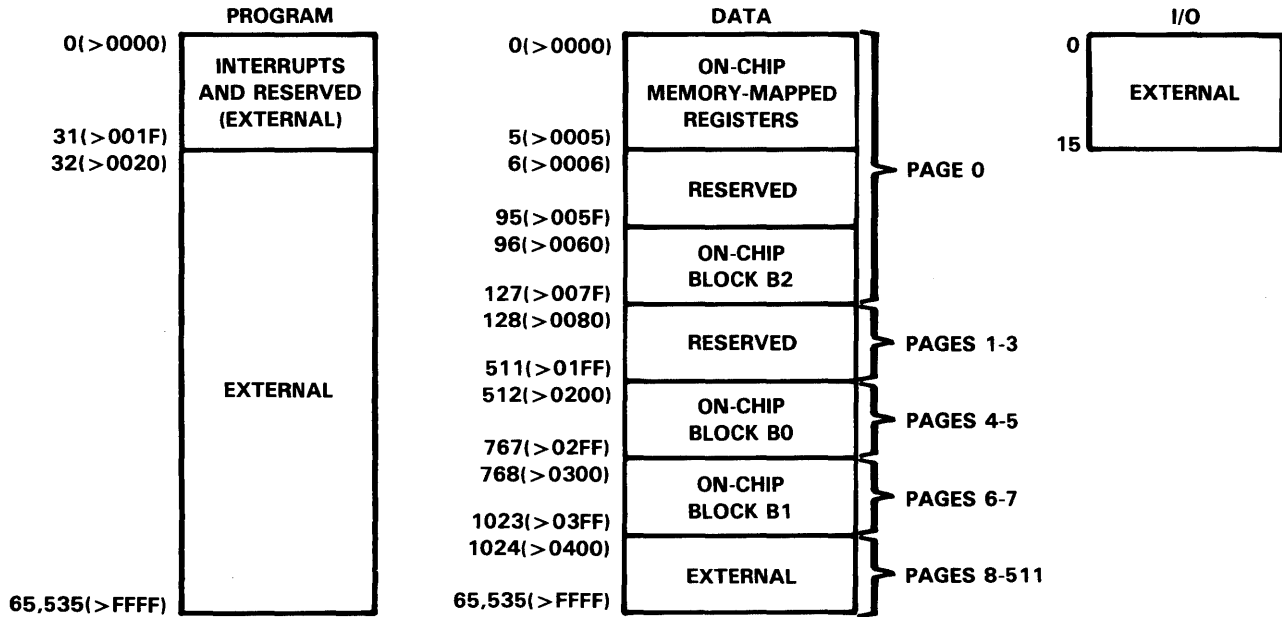 PROGRAM
0(>0000)
INTERRUPTS
AND RESERVED
(EXTERNAL)
31(>001F)
32(>0020)
EXTERNAL
65,535(>FFFF)
DATA
0(>0000)
ON-CHIP
MEMORY-MAPPED
REGISTERS
5(>0005)
6(>0006)
RESERVED
95(>005F)
96(>0060)
ON-CHIP
BLOCK B2
127(>007F)
PAGE 0
128(>0080)
RESERVED
511(>01FF)
PAGES 1-3
512(>0200)
ON-CHIP
BLOCK B0
767(>02FF)
PAGES 4-5
768(>0300)
ON-CHIP
BLOCK B1
1023(>03FF)
PAGES 6-7
1024(>0400)
EXTERNAL
65,535(>FFFF)
PAGES 8-511
I/O
0
EXTERNAL
15